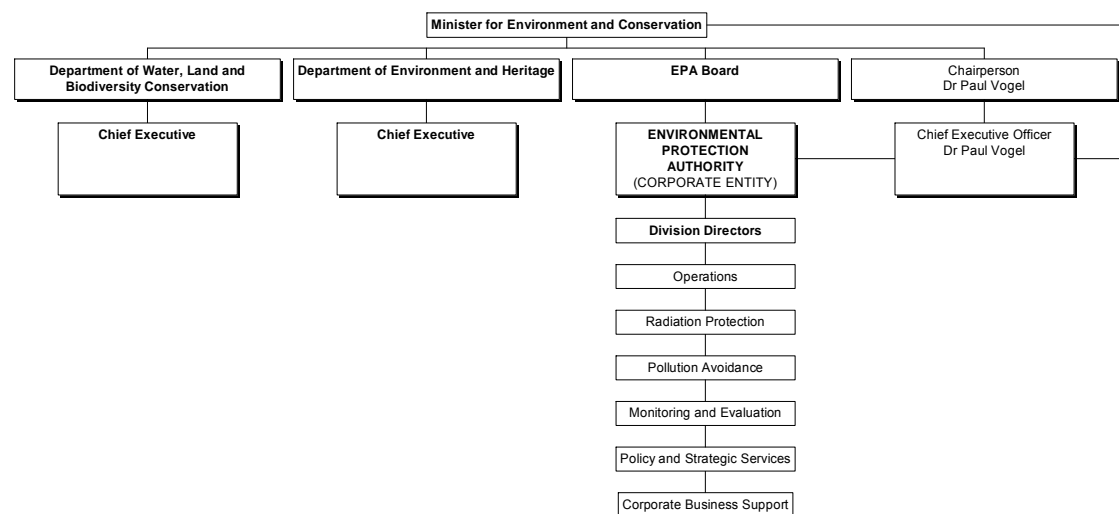 Minister for Environment and Conservation
Department of Water, Land and
Biodiversity Conservation
Department of Environment and Heritage
EPA Board
Chairperson
Dr Paul Vogel
Chief Executive
Chief Executive
ENVIRONMENTAL
PROTECTION
AUTHORITY
(CORPORATE ENTITY)
Chief Executive Officer
Dr Paul Vogel
Division Directors
Operations
Radiation Protection
Pollution Avoidance
Monitoring and Evaluation
Policy and Strategic Services
Corporate Business Support